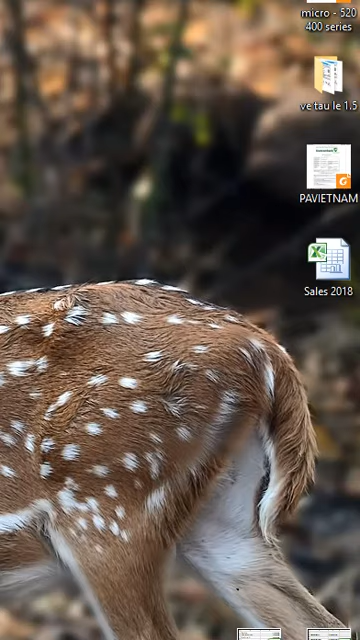 micro - 520
400 series
ve tau le 1.5
PAVIETNAM
Sales 2018